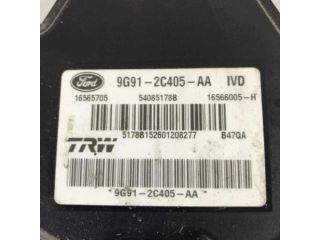 Ford 9G91-2C405-AA IVD
16565705 54085178B 16566005-H
5178B152601208277 B47QA
TRW
*9G91-2C405-AA*